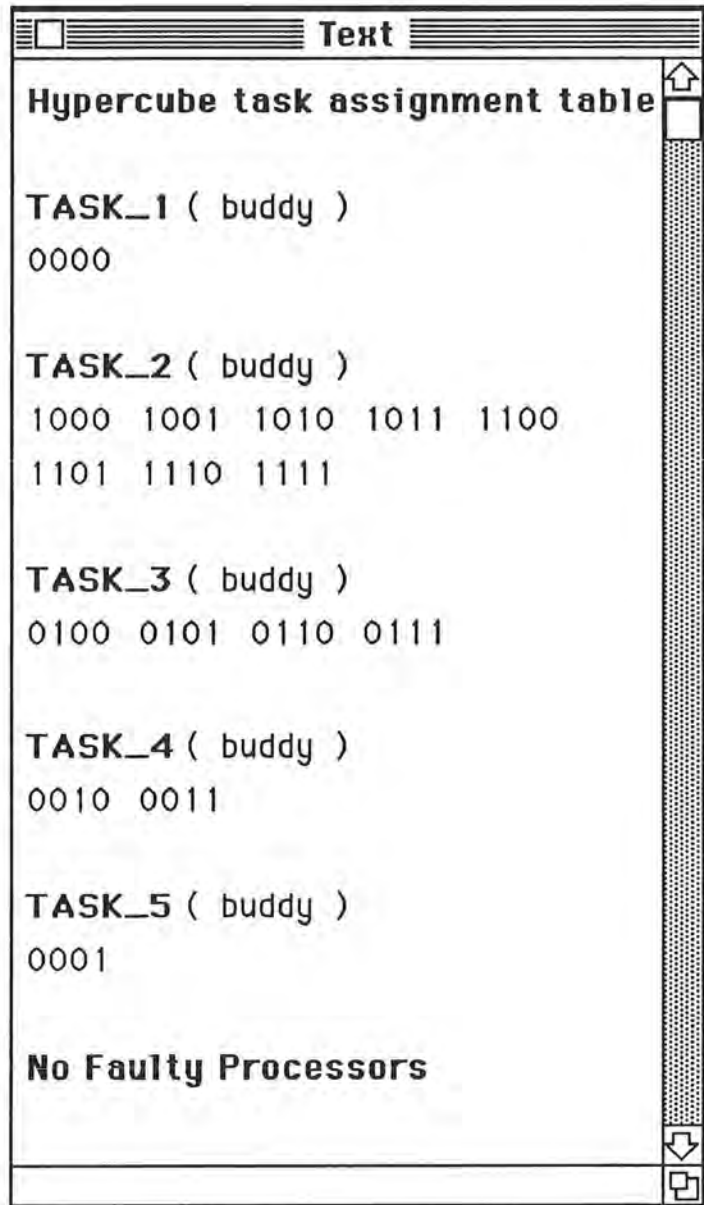 Text
Hypercube task assignment table
TASK_1 ( buddy )
0000
TASK_2 ( buddy )
1000 1001 1010 1011 1100
1101 1110 1111
TASK_3 ( buddy )
0100 0101 0110 0111
TASK_4 ( buddy )
0010 0011
TASK_5 ( buddy )
0001
No Faulty Processors